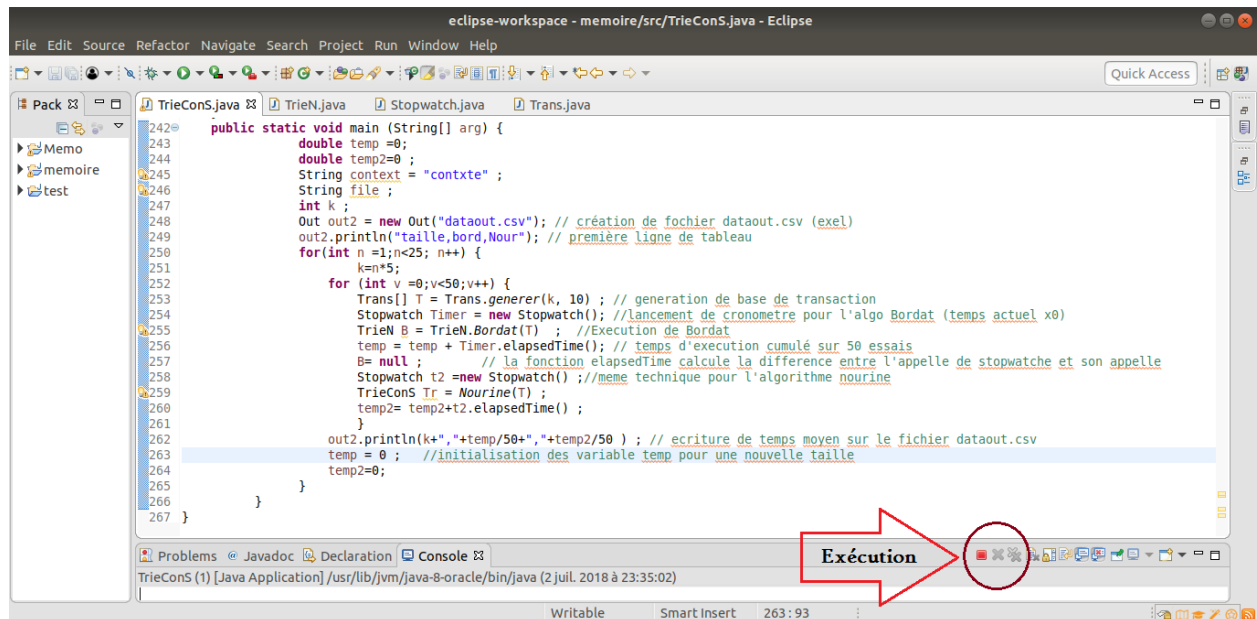 eclipse-workspace - memoire/src/TrieConS.java - Eclipse
File Edit Source Refactor Navigate Search Project Run Window Help
Quick Access
Pack
TrieConS.java TrieN.java Stopwatch.java Trans.java
Memo
memoire
test
242 public static void main (String[] arg) {
243 double temp =0;
244 double temp2=0 ;
245 String context = "contxte" ;
246 String file ;
247 int k ;
248 Out out2 = new Out("dataout.csv"); // création de fochier dataout.csv (exel)
249 out2.println("taille,bord,Nour"); // première ligne de tableau
250 for(int n =1;n<25; n++) {
251 k=n*5;
252 for (int v =0;v<50;v++) {
253 Trans[] T = Trans.generer(k, 10) ; // generation de base de transaction
254 Stopwatch Timer = new Stopwatch(); //lancement de cronometre pour l'algo Bordat (temps actuel x0)
255 TrieN B = TrieN.Bordat(T) ; //Execution de Bordat
256 temp = temp + Timer.elapsedTime(); // temps d'execution cumulé sur 50 essais
257 B= null ; // la fonction elapsedTime calcule la difference entre l'appelle de stopwatche et son appelle
258 Stopwatch t2 =new Stopwatch() ;//meme technique pour l'algorithme nourine
259 TrieConS Tr = Nourine(T) ;
260 temp2= temp2+t2.elapsedTime() ;
261 }
262 out2.println(k+","+temp/50+","+temp2/50 ) ; // ecriture de temps moyen sur le fichier dataout.csv
263 temp = 0 ; //initialisation des variable temp pour une nouvelle taille
264 temp2=0;
265 }
266 }
267 }
Exécution
Problems @ Javadoc Declaration Console
TrieConS (1) [Java Application] /usr/lib/jvm/java-8-oracle/bin/java (2 juil. 2018 à 23:35:02)
Writable Smart Insert 263 : 93